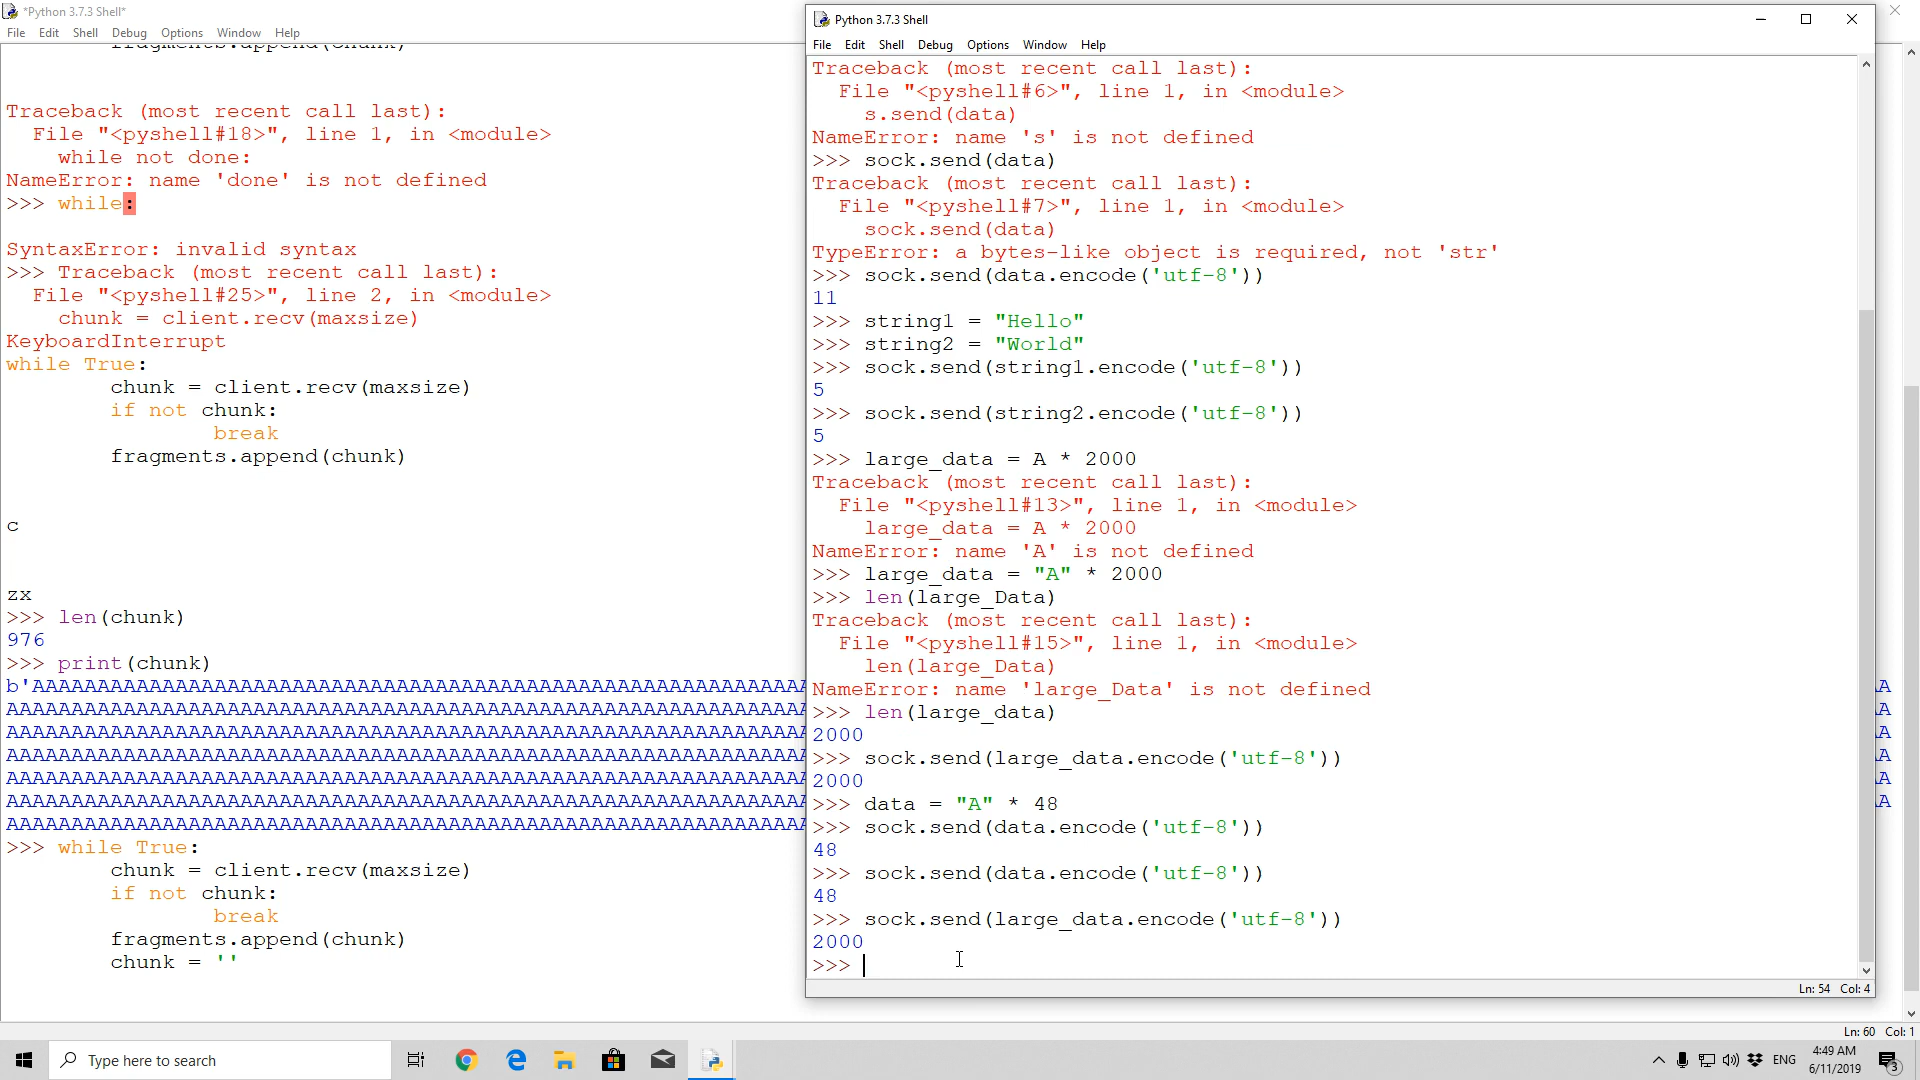 *Python 3.7.3 Shell*
File Edit Shell Debug Options Window Help
fragments.append(chunk)
Traceback (most recent call last):
  File "<pyshell#18>", line 1, in <module>
    while not done:
NameError: name 'done' is not defined
>>> while:
SyntaxError: invalid syntax
>>> Traceback (most recent call last):
  File "<pyshell#25>", line 2, in <module>
    chunk = client.recv(maxsize)
KeyboardInterrupt
while True:
        chunk = client.recv(maxsize)
        if not chunk:
                break
        fragments.append(chunk)
c
zx
>>> len(chunk)
976
>>> print(chunk)
>>> while True:
        chunk = client.recv(maxsize)
        if not chunk:
                break
        fragments.append(chunk)
        chunk = ''
Ln: 60 Col: 1
Python 3.7.3 Shell
File Edit Shell Debug Options Window Help
Traceback (most recent call last):
  File "<pyshell#6>", line 1, in <module>
    s.send(data)
NameError: name 's' is not defined
>>> sock.send(data)
Traceback (most recent call last):
  File "<pyshell#7>", line 1, in <module>
    sock.send(data)
TypeError: a bytes-like object is required, not 'str'
>>> sock.send(data.encode('utf-8'))
11
>>> string1 = "Hello"
>>> string2 = "World"
>>> sock.send(string1.encode('utf-8'))
5
>>> sock.send(string2.encode('utf-8'))
5
>>> large_data = A * 2000
Traceback (most recent call last):
  File "<pyshell#13>", line 1, in <module>
    large_data = A * 2000
NameError: name 'A' is not defined
>>> large_data = "A" * 2000
>>> len(large_Data)
Traceback (most recent call last):
  File "<pyshell#15>", line 1, in <module>
    len(large_Data)
NameError: name 'large_Data' is not defined
>>> len(large_data)
2000
>>> sock.send(large_data.encode('utf-8'))
2000
>>> data = "A" * 48
>>> sock.send(data.encode('utf-8'))
48
>>> sock.send(data.encode('utf-8'))
48
>>> sock.send(large_data.encode('utf-8'))
2000
>>>
Ln: 54 Col: 4
Type here to search
ENG
4:49 AM
6/11/2019
3